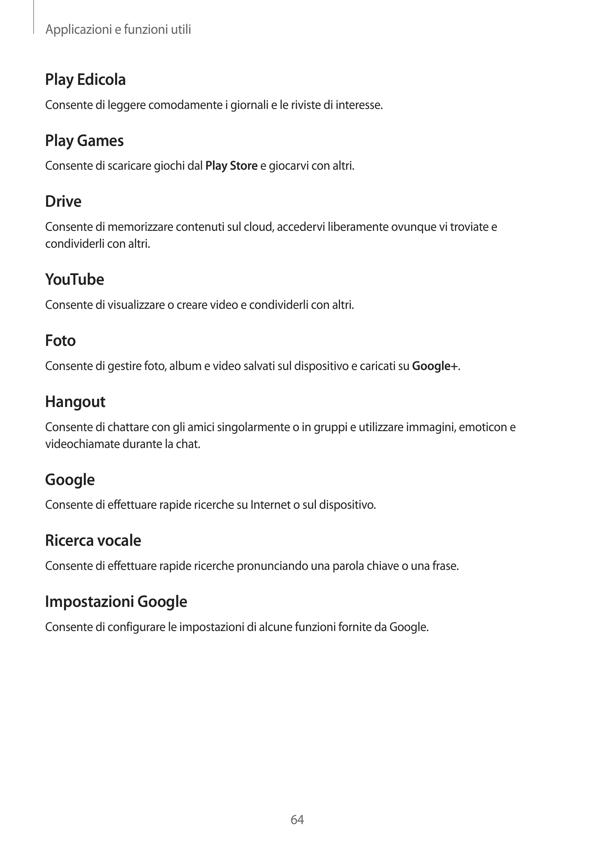 Applicazioni e funzioni utili
Play Edicola
Consente di leggere comodamente i giornali e le riviste di interesse.
Play Games
Consente di scaricare giochi dal Play Store e giocarvi con altri.
Drive
Consente di memorizzare contenuti sul cloud, accedervi liberamente ovunque vi troviate e
condividerli con altri.
YouTube
Consente di visualizzare o creare video e condividerli con altri.
Foto
Consente di gestire foto, album e video salvati sul dispositivo e caricati su Google+.
Hangout
Consente di chattare con gli amici singolarmente o in gruppi e utilizzare immagini, emoticon e
videochiamate durante la chat.
Google
Consente di effettuare rapide ricerche su Internet o sul dispositivo.
Ricerca vocale
Consente di effettuare rapide ricerche pronunciando una parola chiave o una frase.
Impostazioni Google
Consente di configurare le impostazioni di alcune funzioni fornite da Google.
64